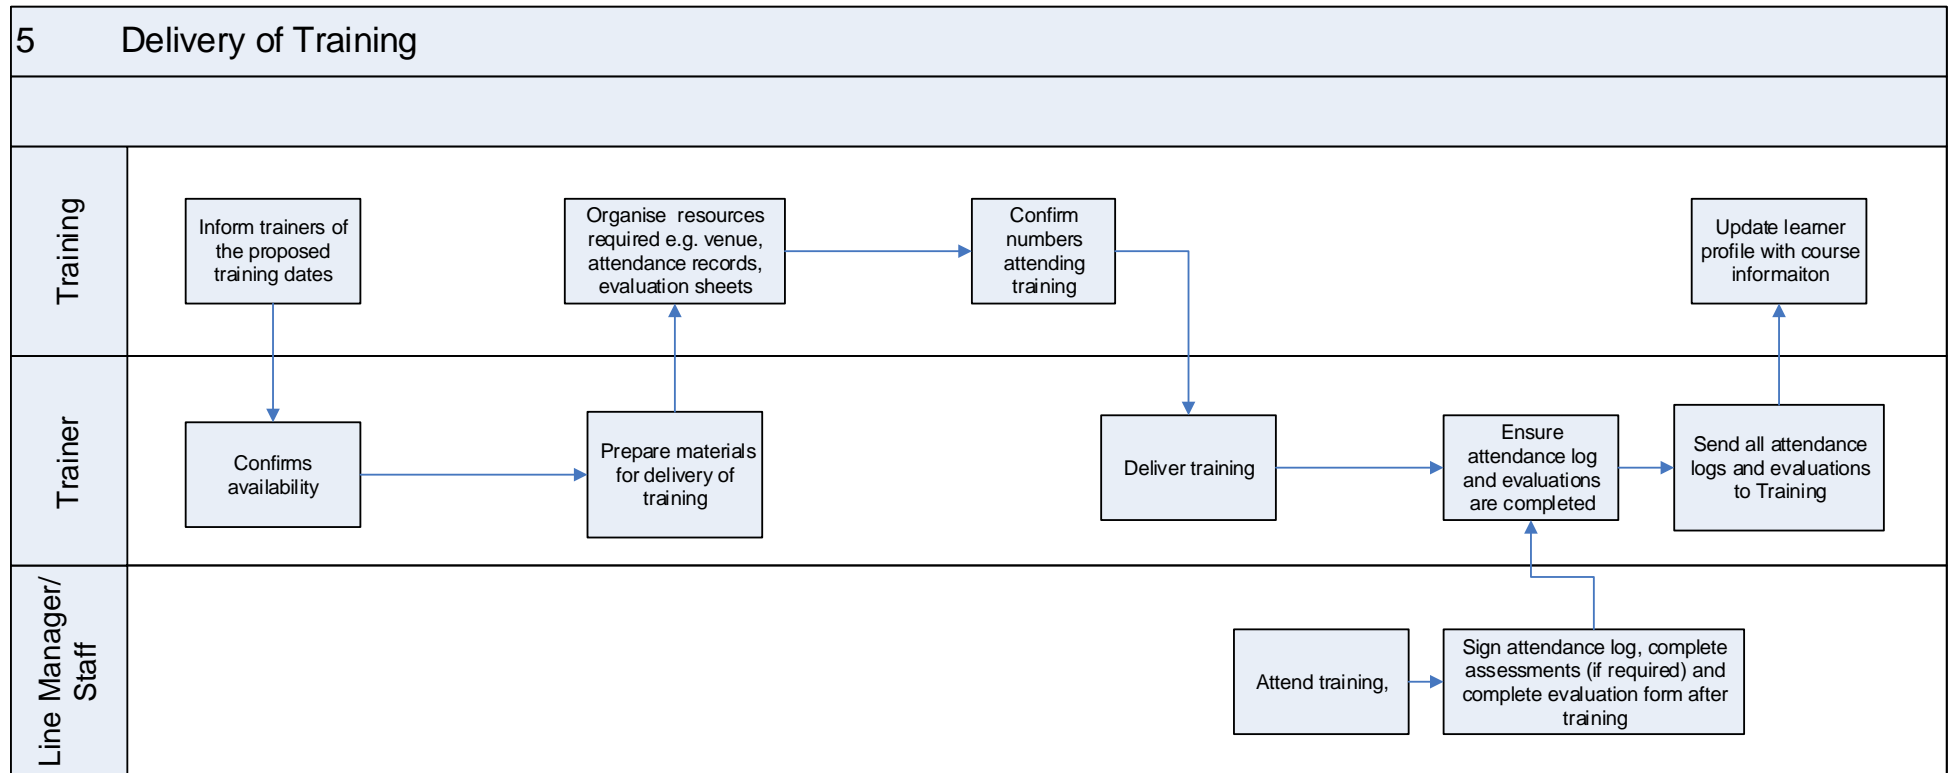 5 Delivery of Training
Training
Inform trainers of
the proposed
training dates
Organise resources
required e.g. venue,
attendance records,
evaluation sheets
Confirm
numbers
attending
training
Update learner
profile with course
informaiton
Trainer
Confirms
availability
Prepare materials
for delivery of
training
Deliver training
Ensure
attendance log
and evaluations
are completed
Send all attendance
logs and evaluations
to Training
Line Manager/
Staff
Attend training,
Sign attendance log, complete
assessments (if required) and
complete evaluation form after
training